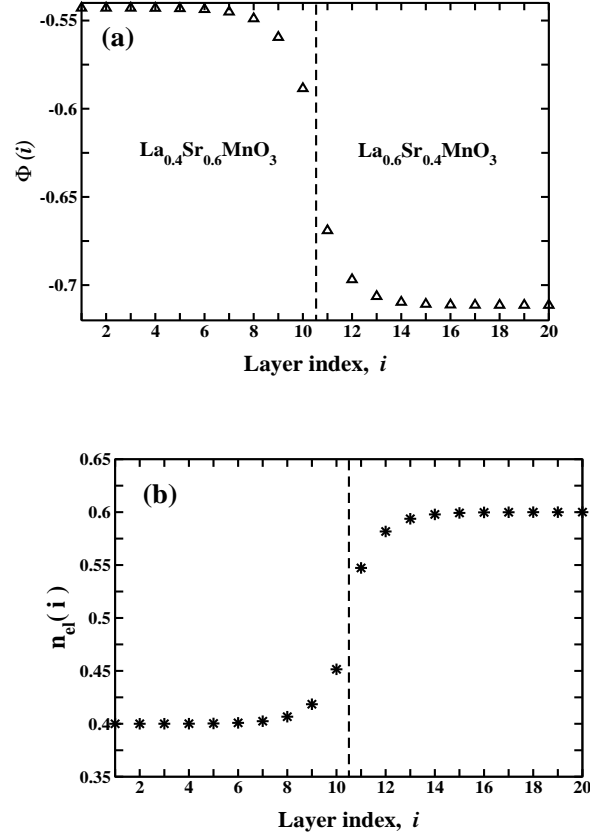 (a)
-0.55
-0.6
-0.65
-0.7
Φ(i)
La0.4Sr0.6MnO3
La0.6Sr0.4MnO3
2 4 6 8 10 12 14 16 18 20
Layer index, i
(b)
0.65
0.6
0.55
0.5
0.45
0.4
0.35
nel(i)
2 4 6 8 10 12 14 16 18 20
Layer index, i